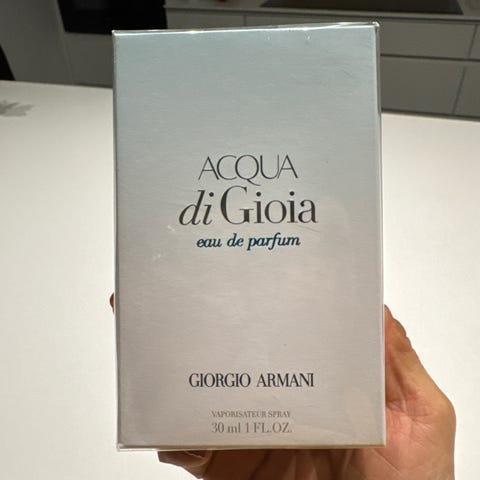 ACQUA
di Gioia
eau de parfum
GIORGIO ARMANI
VAPORISATEUR SPRAY
30 ml 1 FL.OZ.